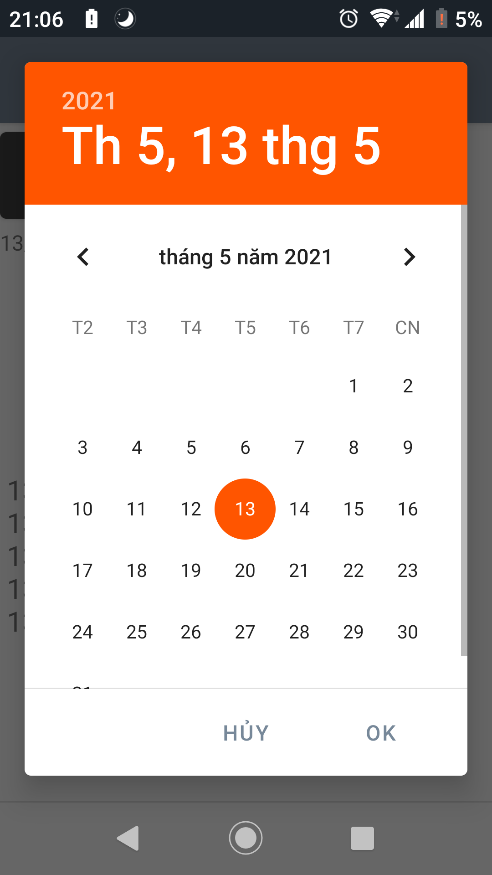 21:06 5%
2021
Th 5, 13 thg 5
13
tháng 5 năm 2021
T2 T3 T4 T5 T6 T7 CN
1 2
3 4 5 6 7 8 9
10 11 12 13 14 15 16
17 18 19 20 21 22 23
24 25 26 27 28 29 30
31
HỦY OK